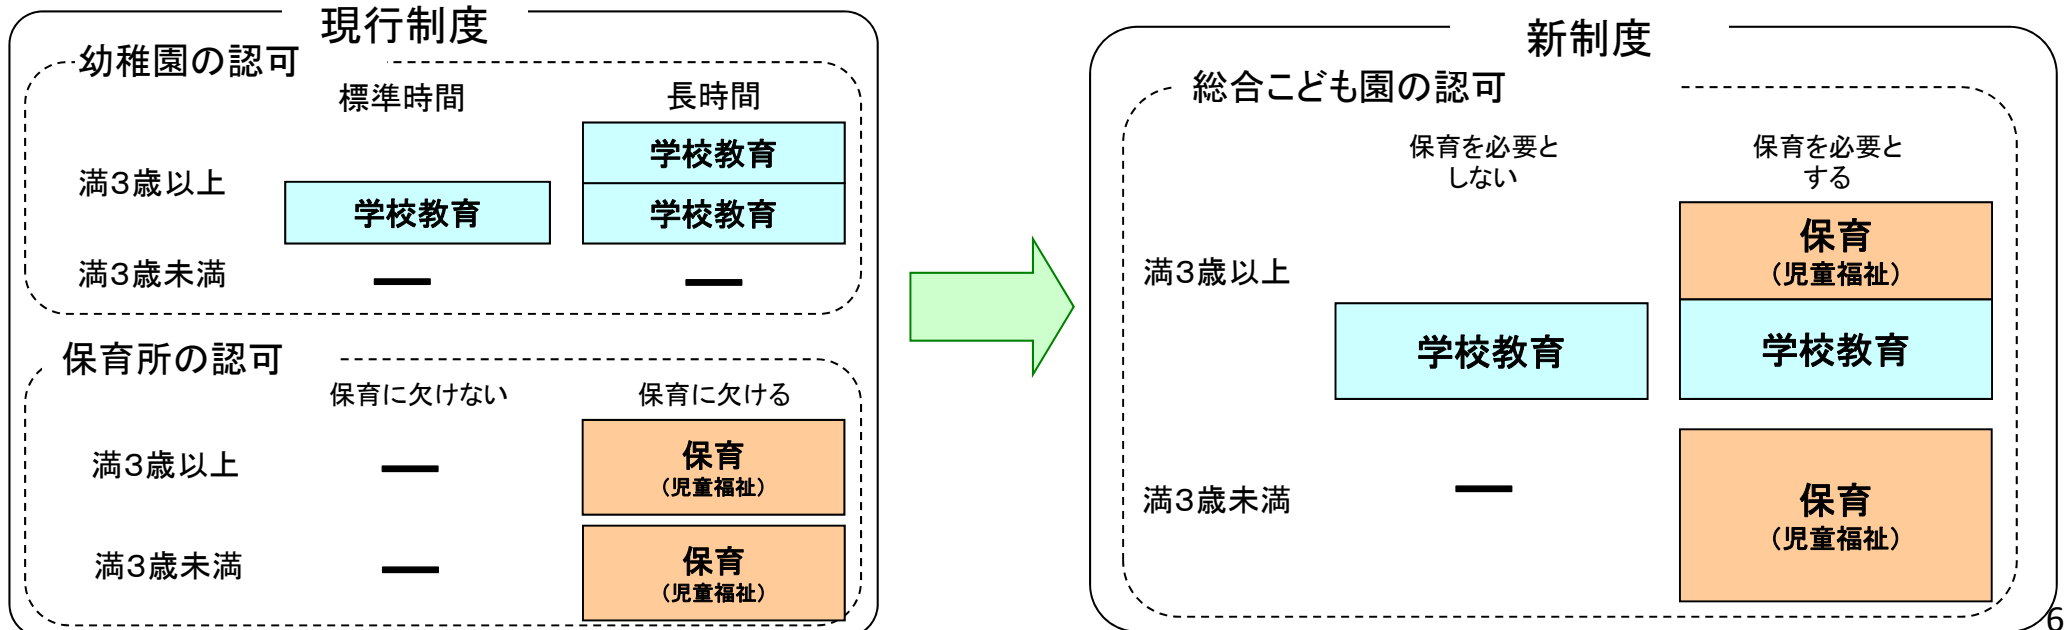 現行制度
幼稚園の認可
標準時間
長時間
満３歳以上
学校教育
学校教育
学校教育
満３歳未満
保育所の認可
保育に欠けない
保育に欠ける
満３歳以上
保育
（児童福祉）
満３歳未満
保育
（児童福祉）
新制度
総合こども園の認可
保育を必要と
しない
保育を必要と
する
満３歳以上
保育
（児童福祉）
学校教育
学校教育
満３歳未満
保育
（児童福祉）
6